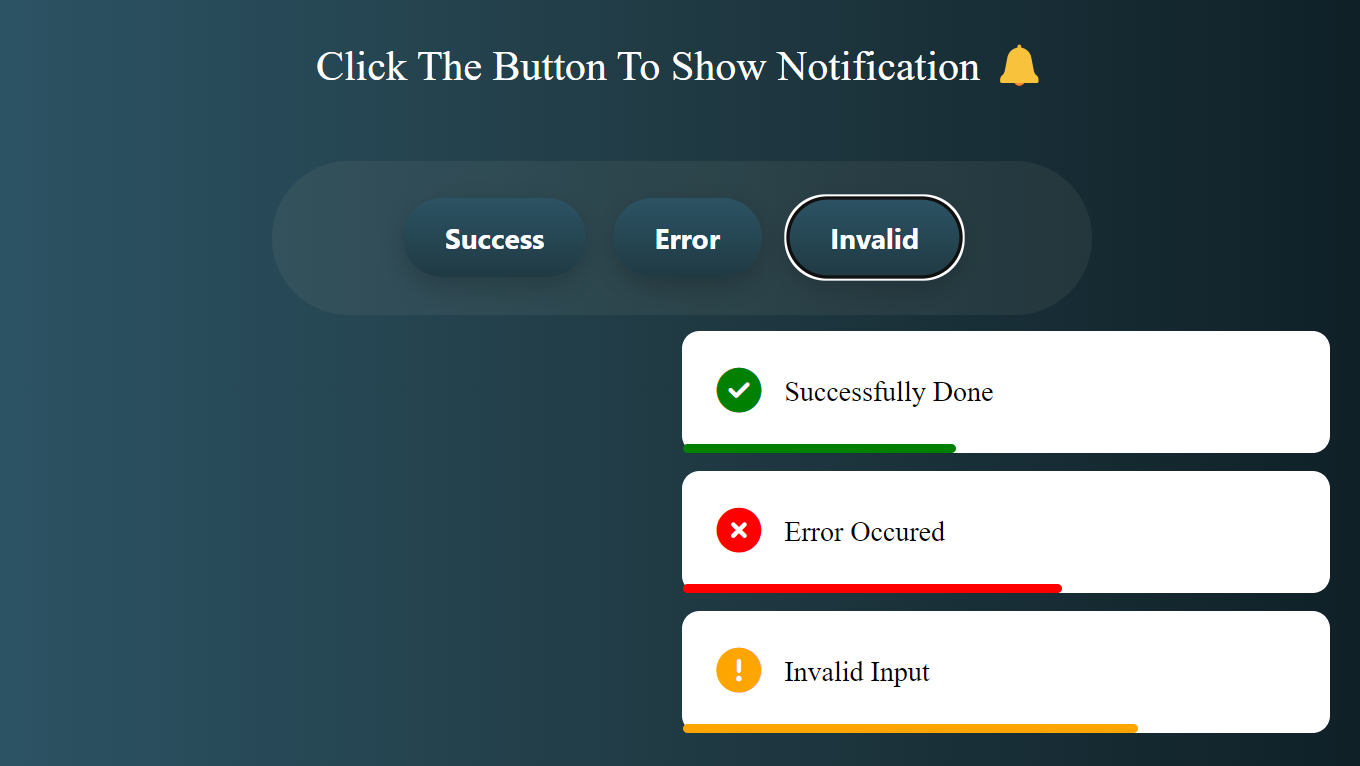 Click The Button To Show Notification
Success Error Invalid
Successfully Done
Error Occured
Invalid Input